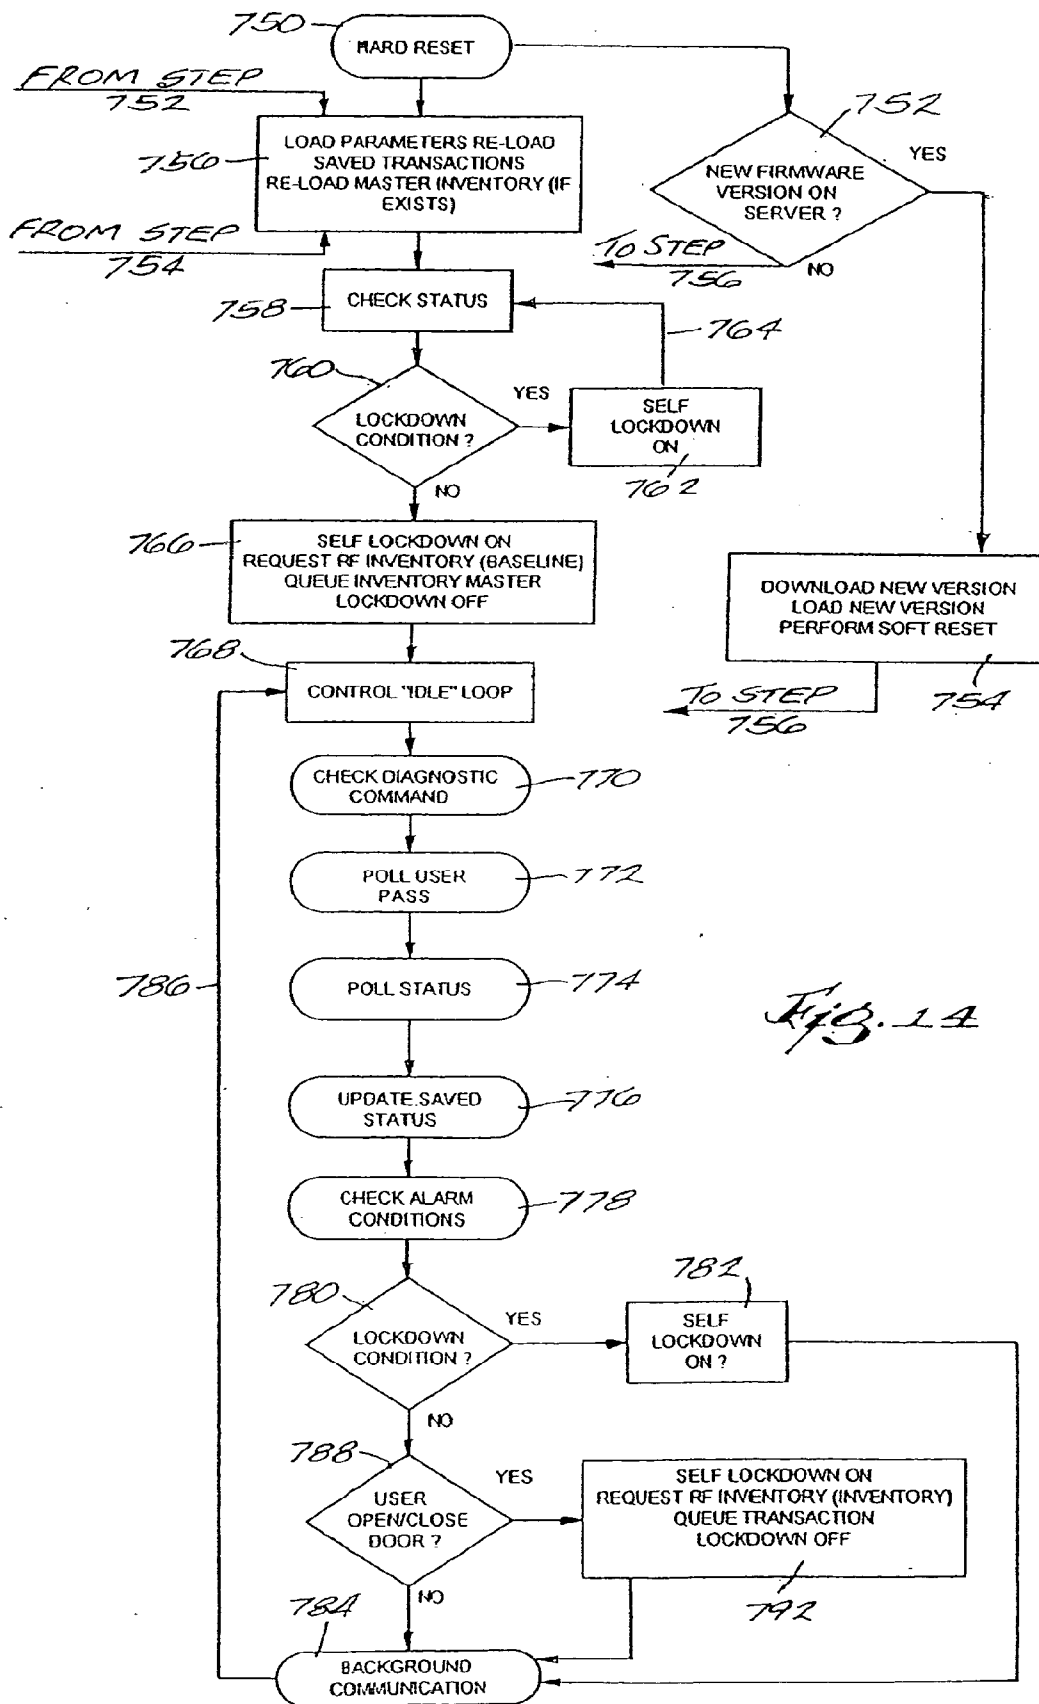 750
HARD RESET
FROM STEP
752
752
756
LOAD PARAMETERS RE-LOAD
SAVED TRANSACTIONS
RE-LOAD MASTER INVENTORY (IF
EXISTS)
NEW FIRMWARE
VERSION ON
SERVER ?
YES
NO
TO STEP
756
FROM STEP
754
758
CHECK STATUS
764
760
LOCKDOWN
CONDITION ?
YES
SELF
LOCKDOWN
ON
762
NO
766
SELF LOCKDOWN ON
REQUEST RF INVENTORY (BASELINE)
QUEUE INVENTORY MASTER
LOCKDOWN OFF
DOWNLOAD NEW VERSION
LOAD NEW VERSION
PERFORM SOFT RESET
754
TO STEP
756
768
CONTROL "IDLE" LOOP
CHECK DIAGNOSTIC
COMMAND
770
POLL USER
PASS
772
786
POLL STATUS
774
Fig. 14
UPDATE SAVED
STATUS
776
CHECK ALARM
CONDITIONS
778
780
LOCKDOWN
CONDITION ?
YES
782
SELF
LOCKDOWN
ON ?
NO
788
USER
OPEN/CLOSE
DOOR ?
YES
SELF LOCKDOWN ON
REQUEST RF INVENTORY (INVENTORY)
QUEUE TRANSACTION
LOCKDOWN OFF
792
NO
784
BACKGROUND
COMMUNICATION